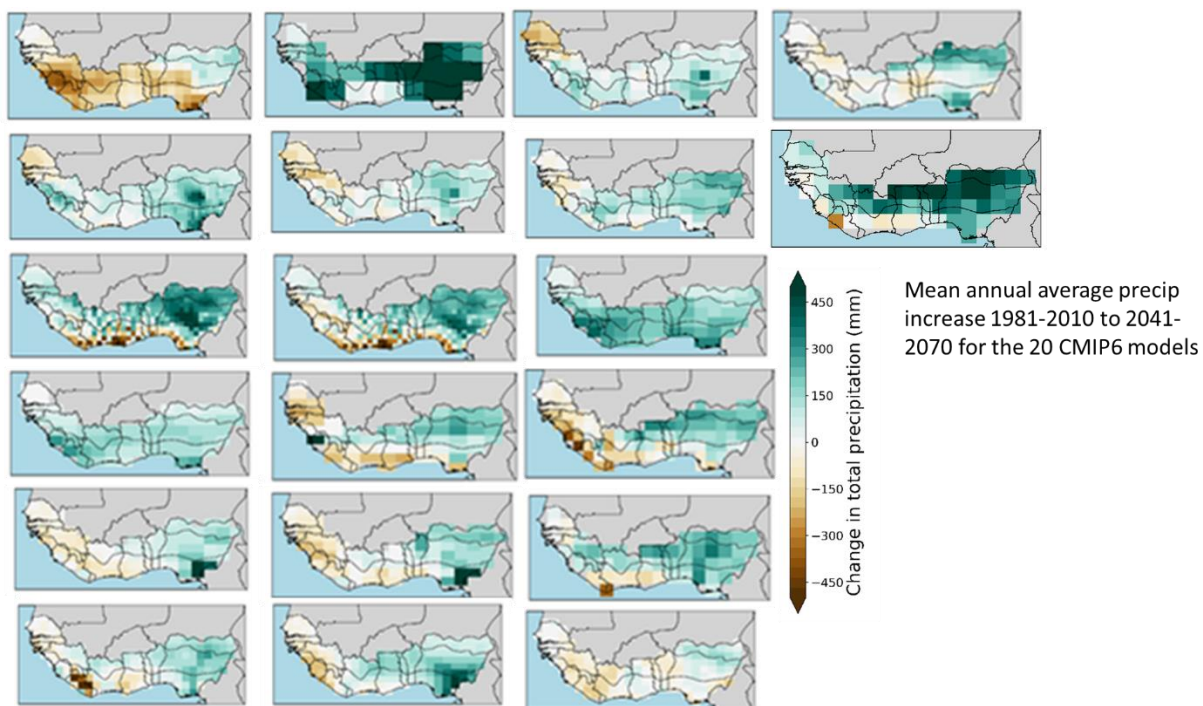 450
300
150
0
−150
−300
−450
Change in total precipitation (mm)
Mean annual average precip
increase 1981-2010 to 2041-
2070 for the 20 CMIP6 models